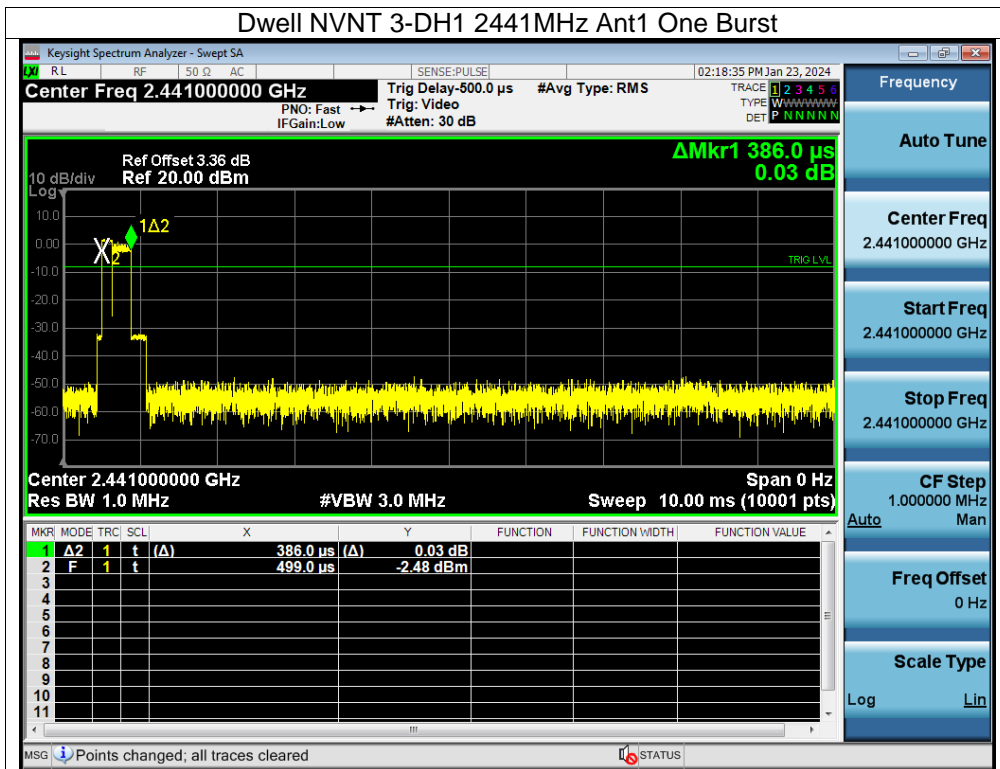 Dwell NVNT 3-DH1 2441MHz Ant1 One Burst
Keysight Spectrum Analyzer - Swept SA
LXI RL RF 50 Ω AC SENSE:PULSE 02:18:35 PM Jan 23, 2024
Center Freq 2.441000000 GHz Trig Delay-500.0 µs #Avg Type: RMS TRACE 1 2 3 4 5 6
PNO: Fast Trig: Video TYPE WWWWWW
IFGain:Low #Atten: 30 dB DET P N N N N N
Frequency
ΔMkr1 386.0 µs
0.03 dB
Ref Offset 3.36 dB
10 dB/div Ref 20.00 dBm
Log
10.0
0.00
-10.0
-20.0
-30.0
-40.0
-50.0
-60.0
-70.0
1Δ2
X2
TRIG LVL
Center 2.441000000 GHz Span 0 Hz
Res BW 1.0 MHz #VBW 3.0 MHz Sweep 10.00 ms (10001 pts)
MKR MODE TRC SCL X Y FUNCTION FUNCTION WIDTH FUNCTION VALUE
1 Δ2 1 t (Δ) 386.0 µs (Δ) 0.03 dB
2 F 1 t 499.0 µs -2.48 dBm
3
4
5
6
7
8
9
10
11
Auto Tune
Center Freq
2.441000000 GHz
Start Freq
2.441000000 GHz
Stop Freq
2.441000000 GHz
CF Step
1.000000 MHz
Auto Man
Freq Offset
0 Hz
Scale Type
Log Lin
MSG Points changed; all traces cleared STATUS